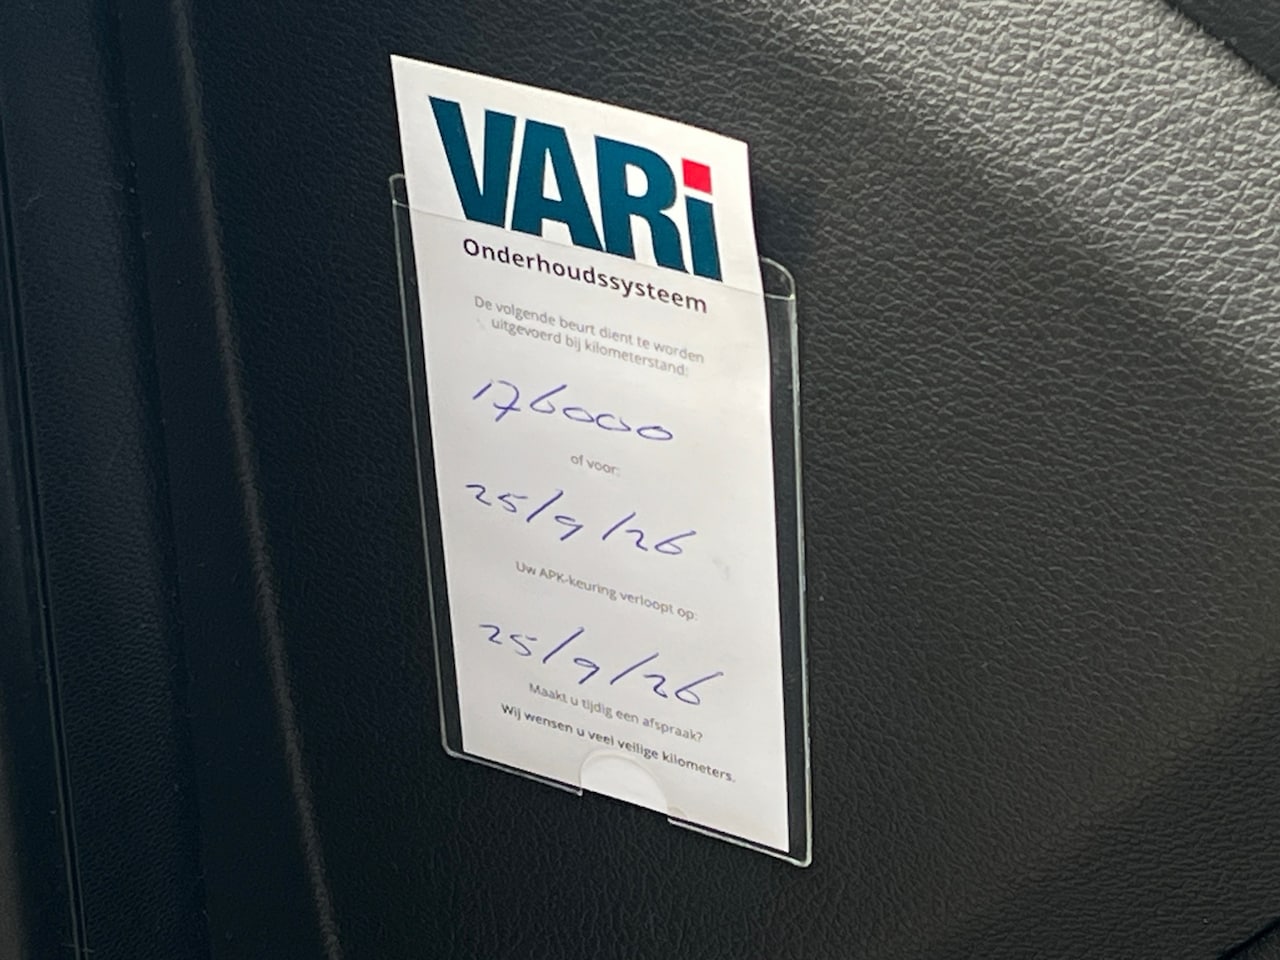 VARi
Onderhoudssysteem
De volgende beurt dient te worden
uitgevoerd bij kilometerstand:
176000
of voor:
25/9/26
Uw APK-keuring verloopt op:
25/9/26
Maakt u tijdig een afspraak?
Wij wensen u veel veilige kilometers.